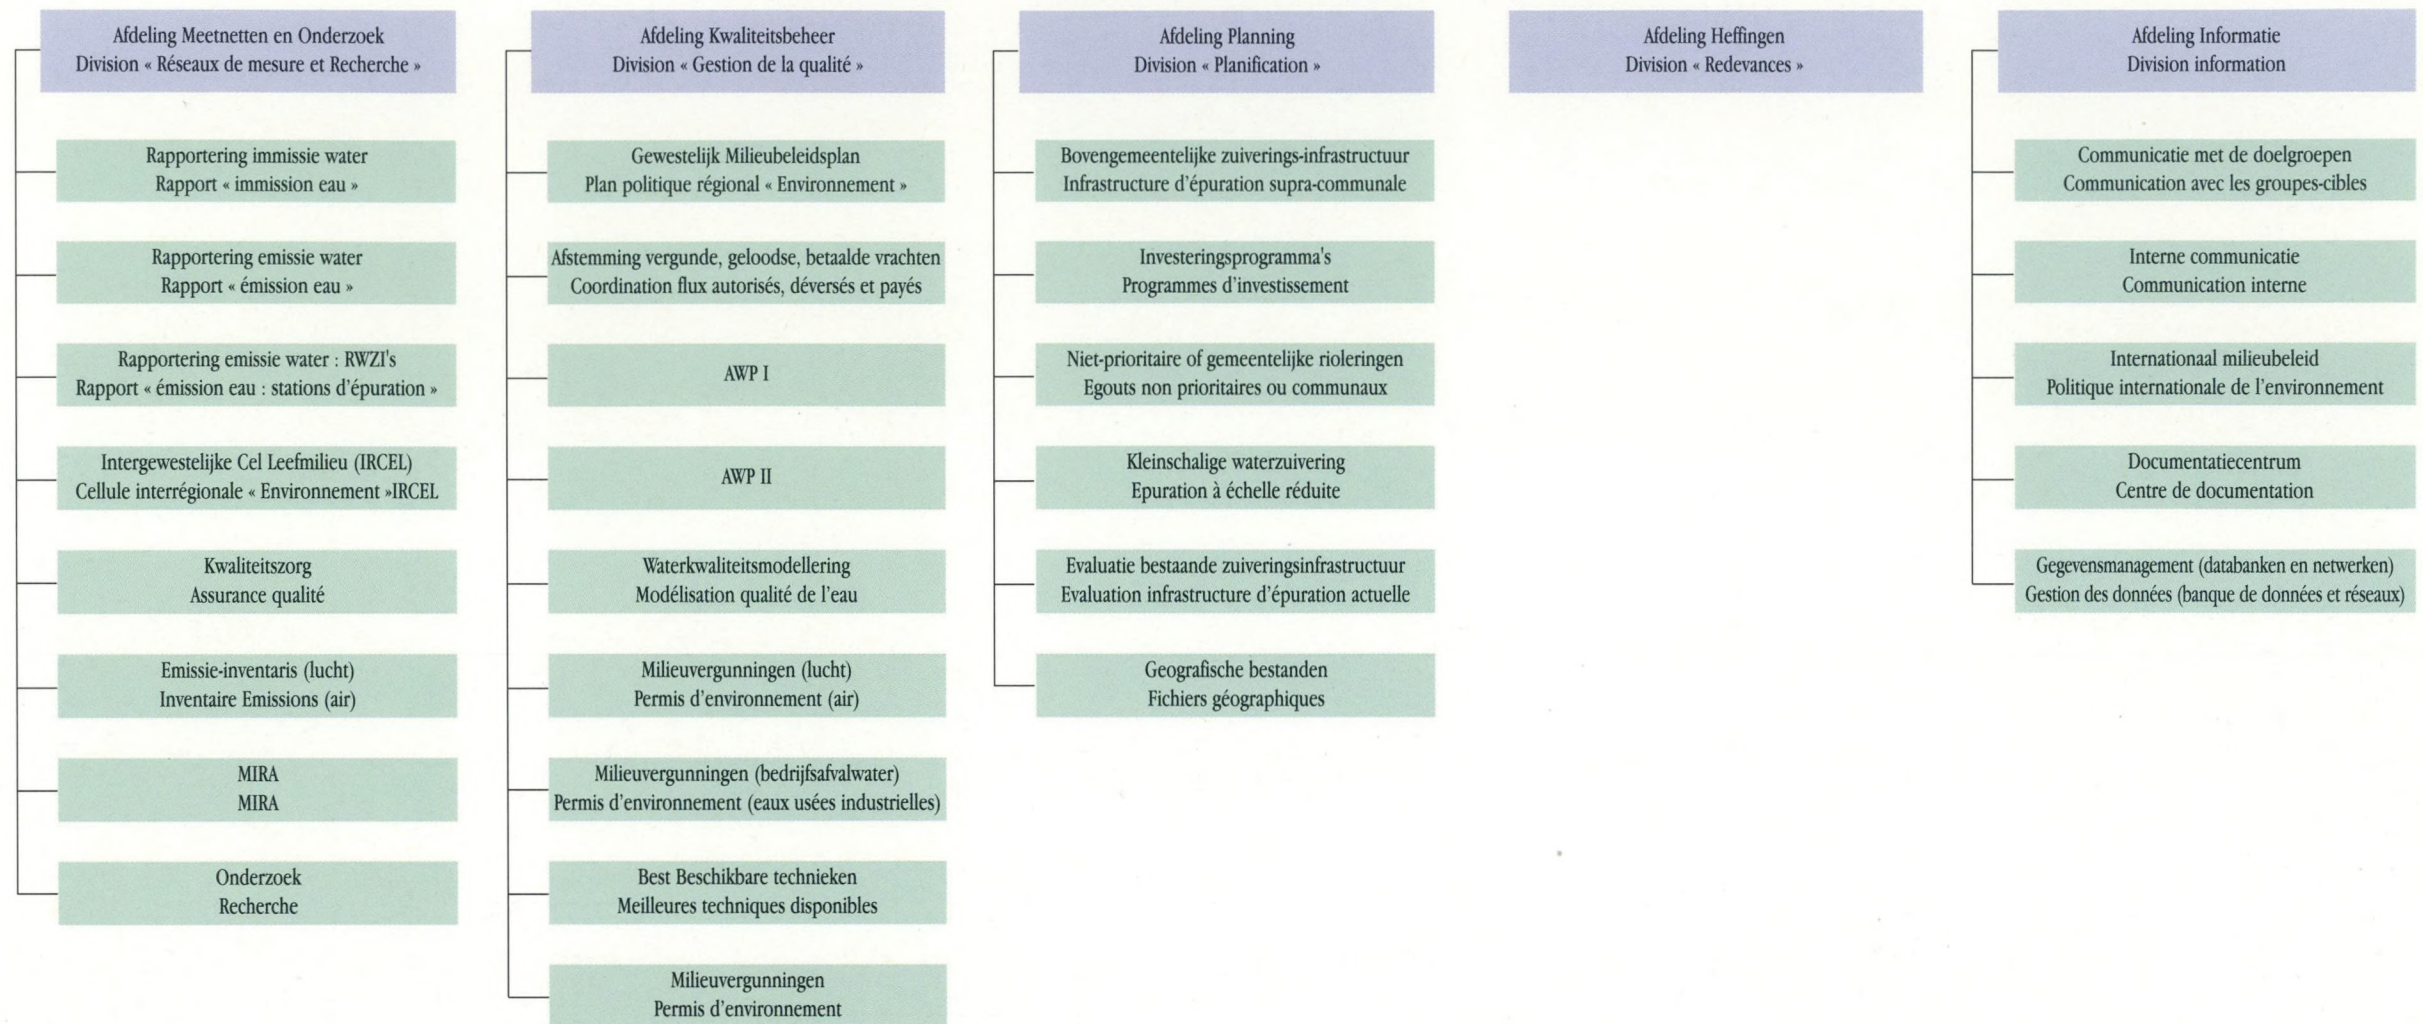 Afdeling Meetnetten en Onderzoek
Division « Réseaux de mesure et Recherche »
Rapportering immissie water
Rapport « immission eau »
Rapportering emissie water
Rapport « émission eau »
Rapportering emissie water : RWZI's
Rapport « émission eau : stations d'épuration »
Intergewestelijke Cel Leefmilieu (IRCEL)
Cellule interrégionale « Environnement »IRCEL
Kwaliteitszorg
Assurance qualité
Emissie-inventaris (lucht)
Inventaire Emissions (air)
MIRA
MIRA
Onderzoek
Recherche
Afdeling Kwaliteitsbeheer
Division « Gestion de la qualité »
Gewestelijk Milieubeleidsplan
Plan politique régional « Environnement »
Afstemming vergunde, geloodse, betaalde vrachten
Coordination flux autorisés, déversés et payés
AWP I
AWP II
Waterkwaliteitsmodellering
Modélisation qualité de l'eau
Milieuvergunningen (lucht)
Permis d'environnement (air)
Milieuvergunningen (bedrijfsafvalwater)
Permis d'environnement (eaux usées industrielles)
Best Beschikbare technieken
Meilleures techniques disponibles
Milieuvergunningen
Permis d'environnement
Afdeling Planning
Division « Planification »
Bovengemeentelijke zuiverings-infrastructuur
Infrastructure d'épuration supra-communale
Investeringsprogramma's
Programmes d'investissement
Niet-prioritaire of gemeentelijke rioleringen
Egouts non prioritaires ou communaux
Kleinschalige waterzuivering
Epuration à échelle réduite
Evaluatie bestaande zuiveringsinfrastructuur
Evaluation infrastructure d'épuration actuelle
Geografische bestanden
Fichiers géographiques
Afdeling Heffingen
Division « Redevances »
Afdeling Informatie
Division information
Communicatie met de doelgroepen
Communication avec les groupes-cibles
Interne communicatie
Communication interne
Internationaal milieubeleid
Politique internationale de l'environnement
Documentatiecentrum
Centre de documentation
Gegevensmanagement (databanken en netwerken)
Gestion des données (banque de données et réseaux)